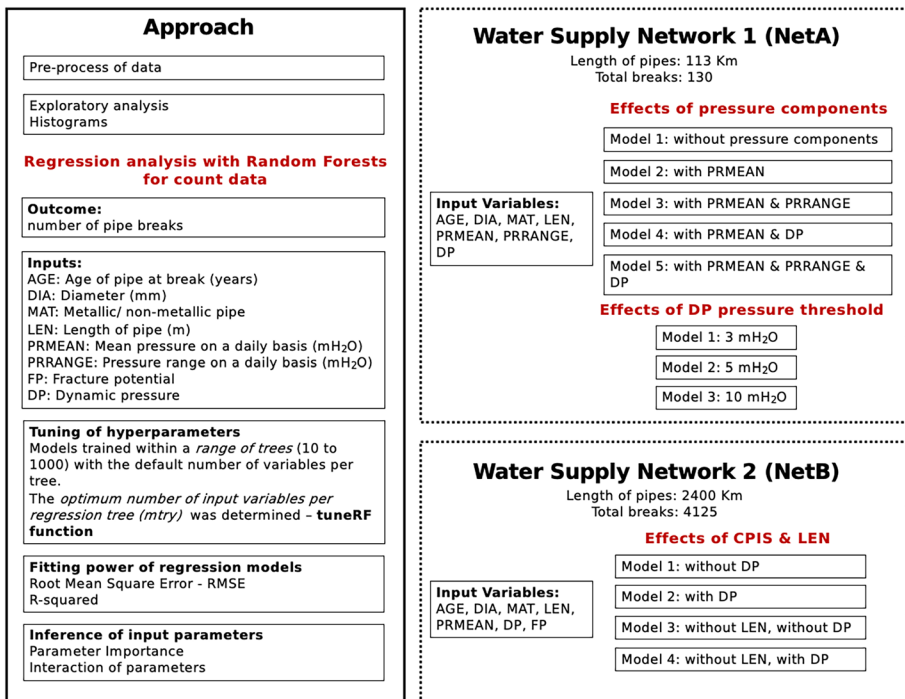 Approach
Pre-process of data
Exploratory analysis
Histograms
Regression analysis with Random Forests
for count data
Outcome:
number of pipe breaks
Inputs:
AGE: Age of pipe at break (years)
DIA: Diameter (mm)
MAT: Metallic/ non-metallic pipe
LEN: Length of pipe (m)
PRMEAN: Mean pressure on a daily basis (mH₂O)
PRRANGE: Pressure range on a daily basis (mH₂O)
FP: Fracture potential
DP: Dynamic pressure
Tuning of hyperparameters
Models trained within a range of trees (10 to
1000) with the default number of variables per
tree.
The optimum number of input variables per
regression tree (mtry) was determined – tuneRF
function
Fitting power of regression models
Root Mean Square Error - RMSE
R-squared
Inference of input parameters
Parameter Importance
Interaction of parameters
Water Supply Network 1 (NetA)
Length of pipes: 113 Km
Total breaks: 130
Input Variables:
AGE, DIA, MAT, LEN,
PRMEAN, PRRANGE,
DP
Effects of pressure components
Model 1: without pressure components
Model 2: with PRMEAN
Model 3: with PRMEAN & PRRANGE
Model 4: with PRMEAN & DP
Model 5: with PRMEAN & PRRANGE &
DP
Effects of DP pressure threshold
Model 1: 3 mH₂O
Model 2: 5 mH₂O
Model 3: 10 mH₂O
Water Supply Network 2 (NetB)
Length of pipes: 2400 Km
Total breaks: 4125
Input Variables:
AGE, DIA, MAT, LEN,
PRMEAN, DP, FP
Effects of CPIS & LEN
Model 1: without DP
Model 2: with DP
Model 3: without LEN, without DP
Model 4: without LEN, with DP